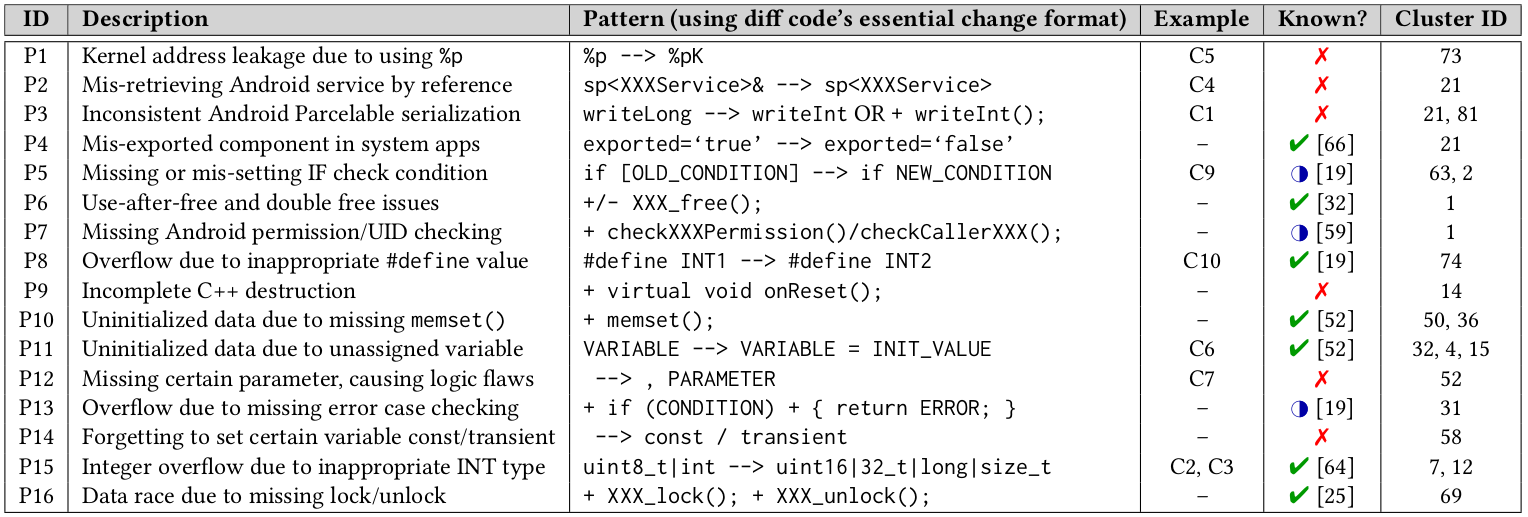 ID Description Pattern (using diff code's essential change format) Example Known? Cluster ID
P1 Kernel address leakage due to using %p %p --> %pK C5 ✗ 73
P2 Mis-retrieving Android service by reference sp<XXXService>& --> sp<XXXService> C4 ✗ 21
P3 Inconsistent Android Parcelable serialization writeLong --> writeInt OR + writeInt(); C1 ✗ 21, 81
P4 Mis-exported component in system apps exported=‘true’ --> exported=‘false’ – ✔ [66] 21
P5 Missing or mis-setting IF check condition if [OLD_CONDITION] --> if NEW_CONDITION C9 ◑ [19] 63, 2
P6 Use-after-free and double free issues +/- XXX_free(); – ✔ [32] 1
P7 Missing Android permission/UID checking + checkXXXPermission()/checkCallerXXX(); – ◑ [59] 1
P8 Overflow due to inappropriate #define value #define INT1 --> #define INT2 C10 ✔ [19] 74
P9 Incomplete C++ destruction + virtual void onReset(); – ✗ 14
P10 Uninitialized data due to missing memset() + memset(); – ✔ [52] 50, 36
P11 Uninitialized data due to unassigned variable VARIABLE --> VARIABLE = INIT_VALUE C6 ✔ [52] 32, 4, 15
P12 Missing certain parameter, causing logic flaws --> , PARAMETER C7 ✗ 52
P13 Overflow due to missing error case checking + if (CONDITION) + { return ERROR; } – ◑ [19] 31
P14 Forgetting to set certain variable const/transient --> const / transient – ✗ 58
P15 Integer overflow due to inappropriate INT type uint8_t|int --> uint16|32_t|long|size_t C2, C3 ✔ [64] 7, 12
P16 Data race due to missing lock/unlock + XXX_lock(); + XXX_unlock(); – ✔ [25] 69